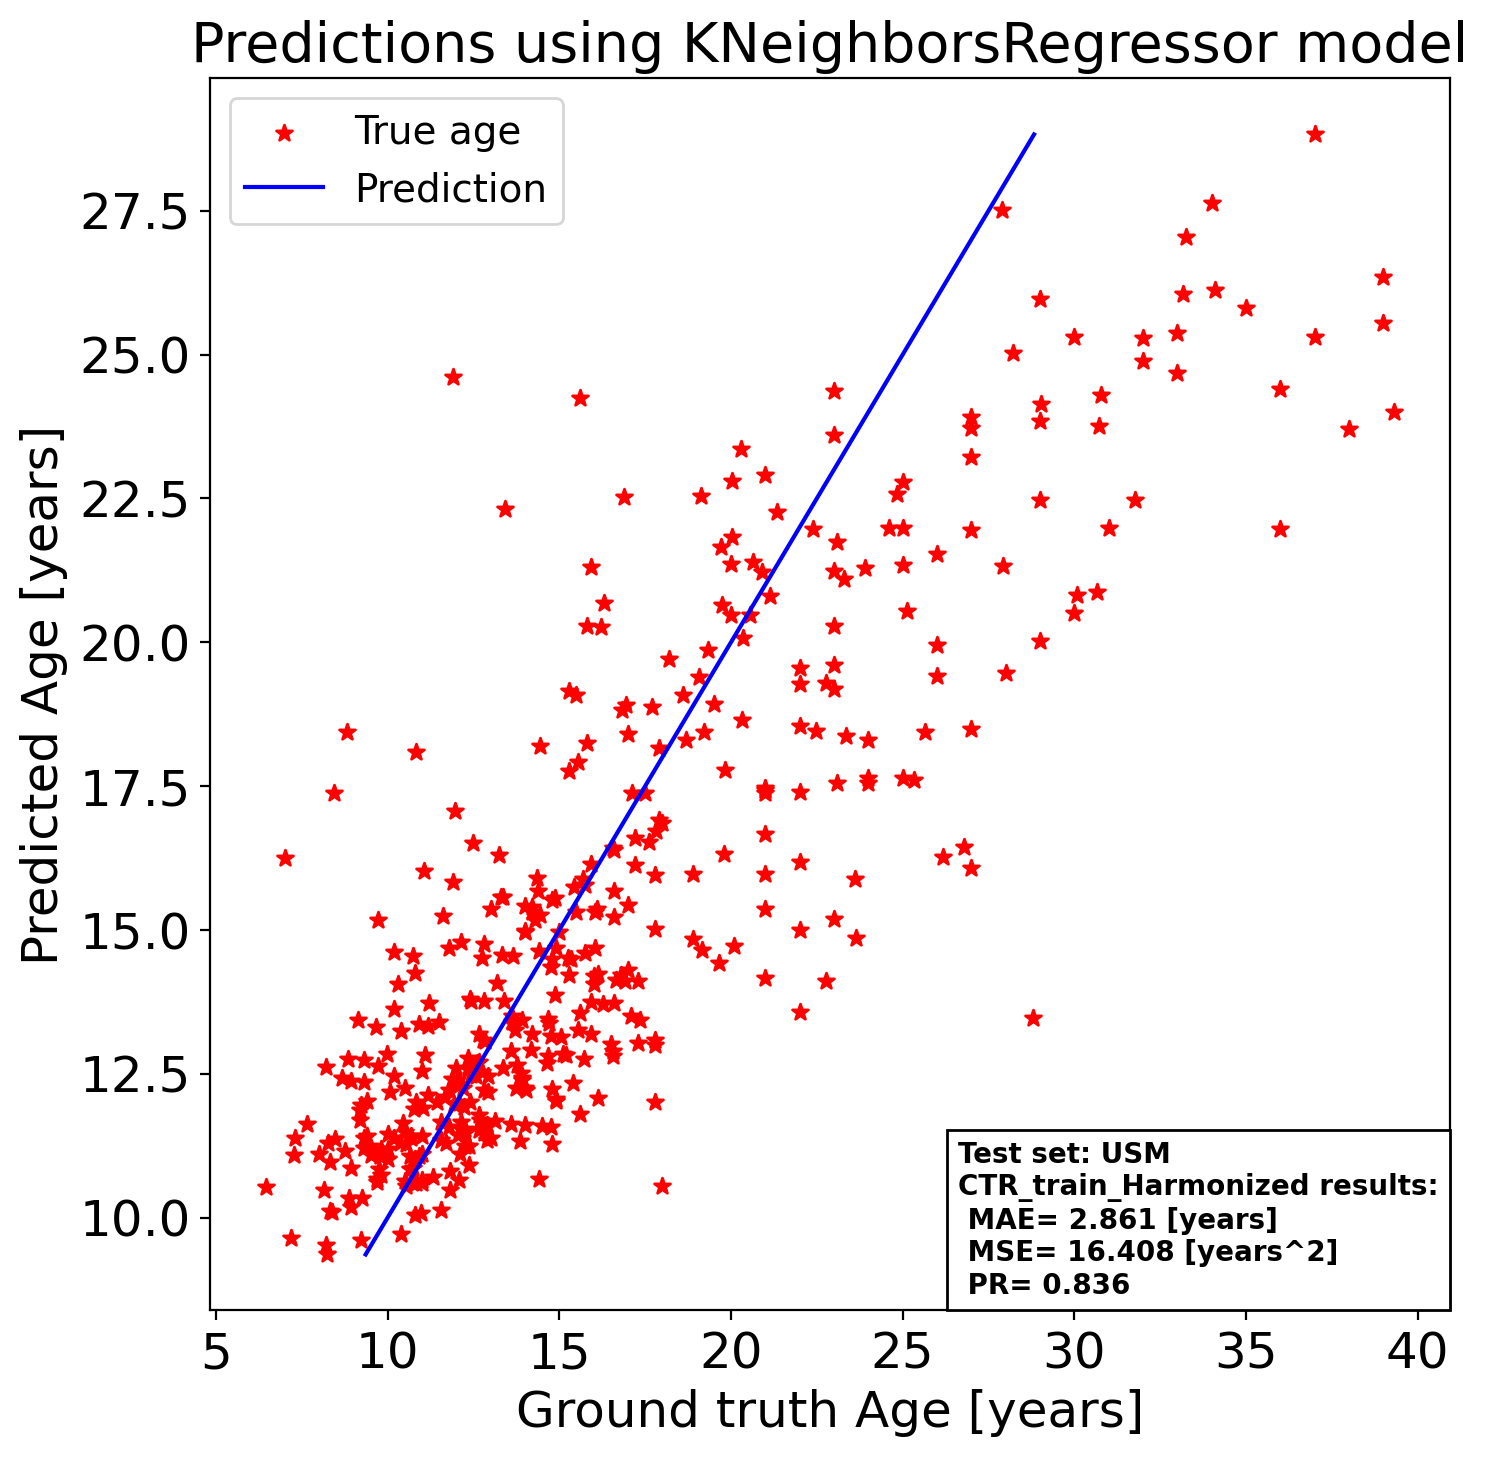 Predictions using KNeighborsRegressor model
True age
Prediction
27.5
25.0
22.5
20.0
17.5
15.0
12.5
10.0
Predicted Age [years]
Test set: USM
CTR_train_Harmonized results:
MAE= 2.861 [years]
MSE= 16.408 [years^2]
PR= 0.836
5 10 15 20 25 30 35 40
Ground truth Age [years]